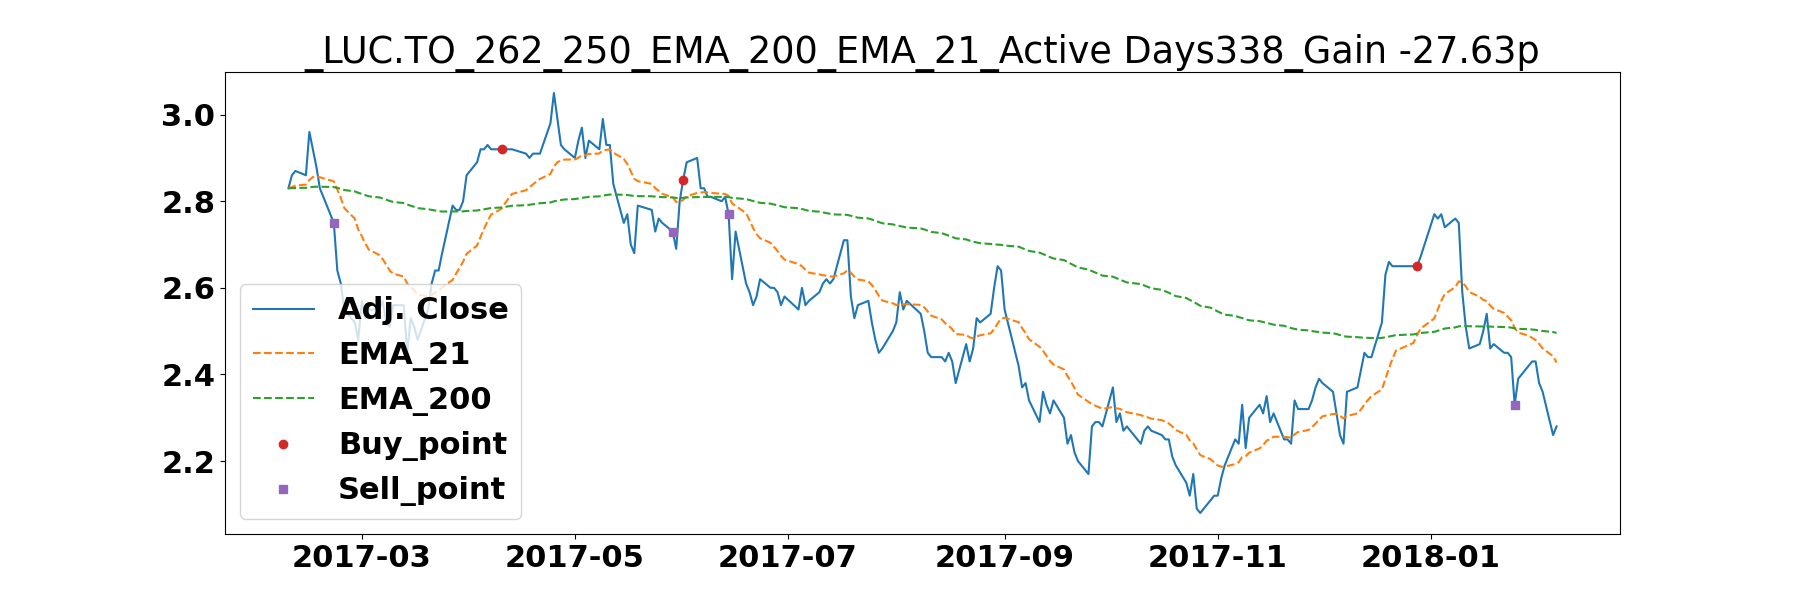 _LUC.TO_262_250_EMA_200_EMA_21_Active Days338_Gain -27.63p
3.0
2.8
2.6
2.4
2.2
Adj. Close
EMA_21
EMA_200
Buy_point
Sell_point
2017-03 2017-05 2017-07 2017-09 2017-11 2018-01